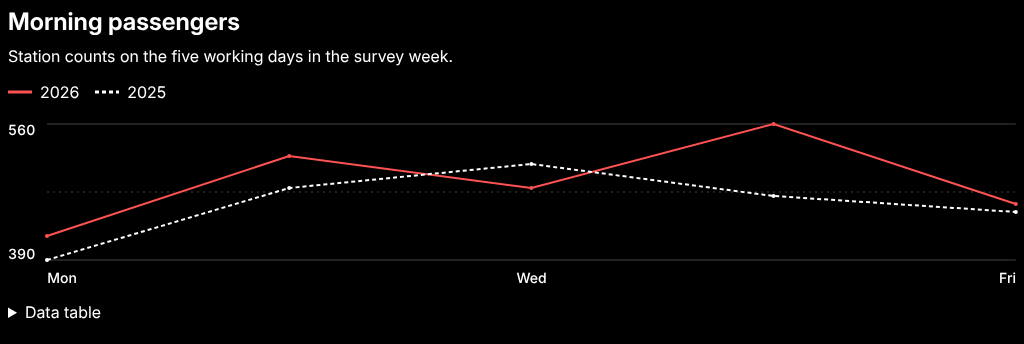 Morning passengers
Station counts on the five working days in the survey week.
2026 2025
560
390
Mon Wed Fri
Data table